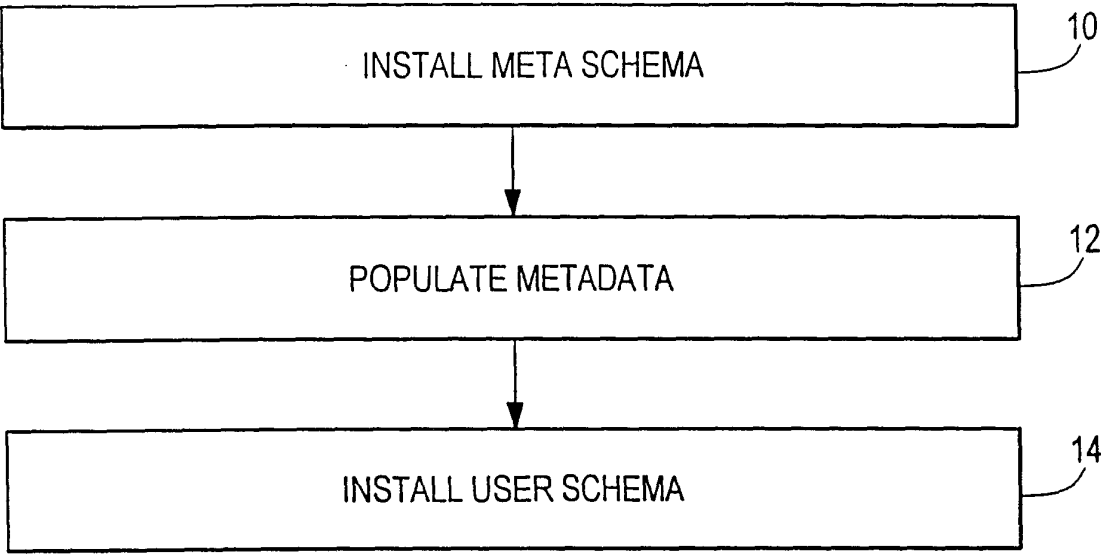 INSTALL META SCHEMA
10
POPULATE METADATA
12
INSTALL USER SCHEMA
14